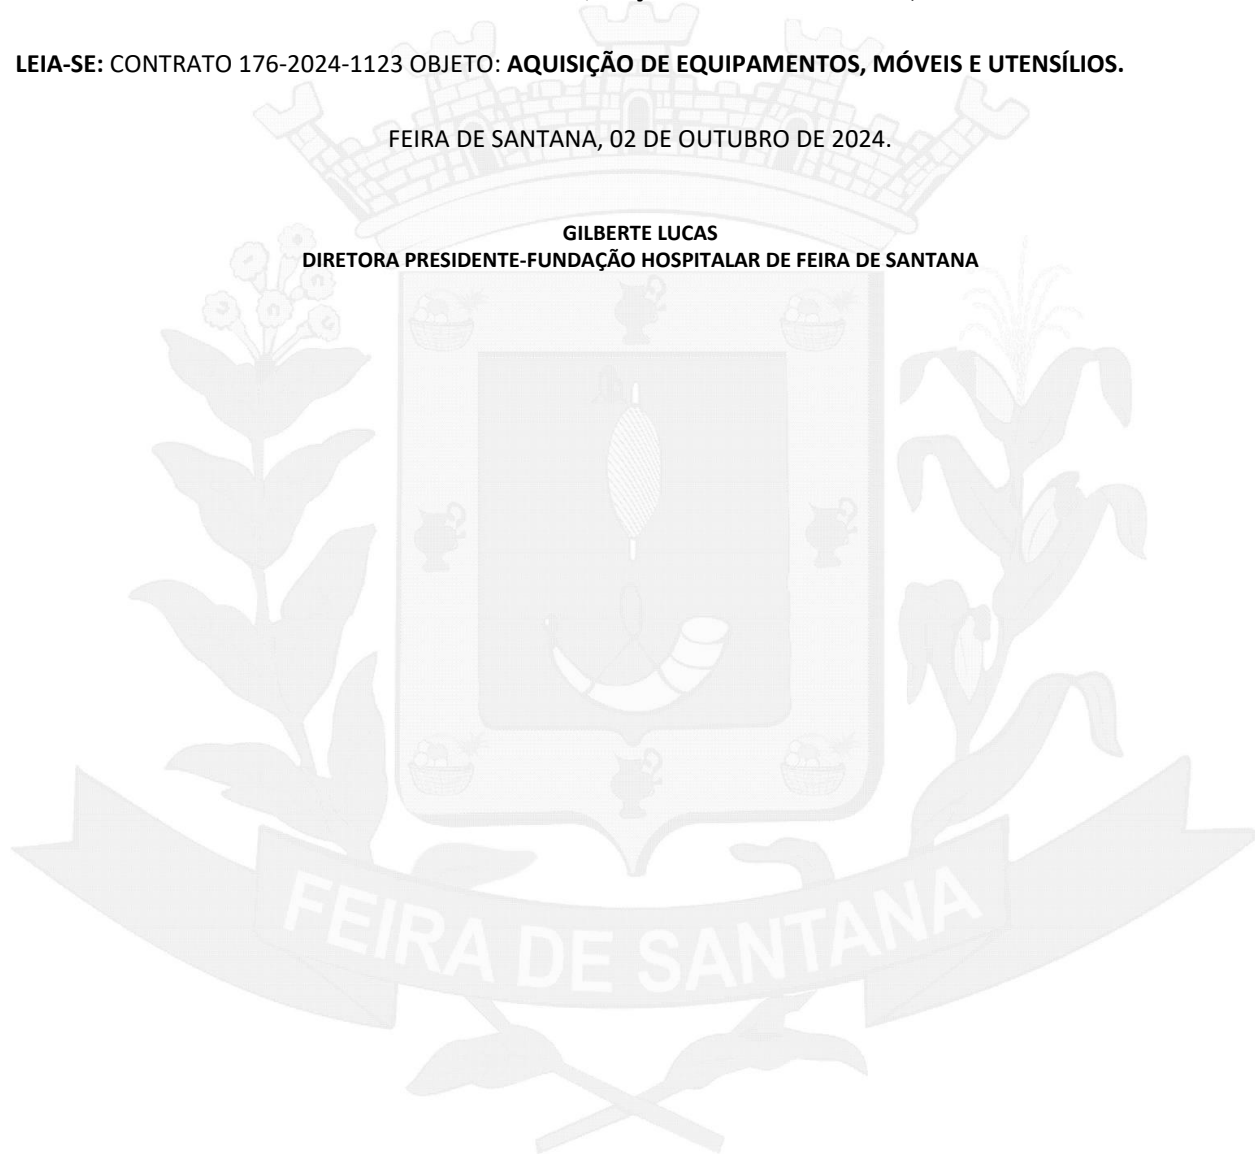 LEIA-SE: CONTRATO 176-2024-1123 OBJETO: AQUISIÇÃO DE EQUIPAMENTOS, MÓVEIS E UTENSÍLIOS.
FEIRA DE SANTANA, 02 DE OUTUBRO DE 2024.
GILBERTE LUCAS
DIRETORA PRESIDENTE-FUNDAÇÃO HOSPITALAR DE FEIRA DE SANTANA
FEIRA DE SANTANA